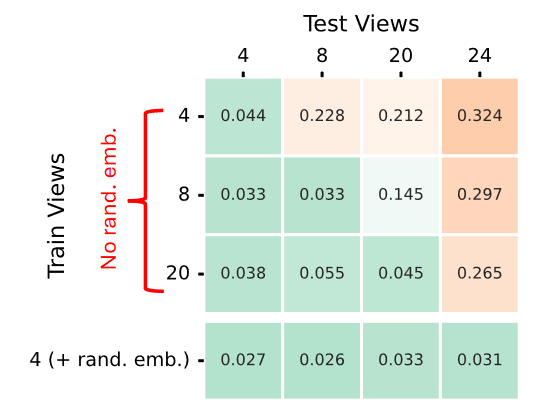 Test Views
4 8 20 24
Train Views
No rand. emb.
4 0.044 0.228 0.212 0.324
8 0.033 0.033 0.145 0.297
20 0.038 0.055 0.045 0.265
4 (+ rand. emb.) 0.027 0.026 0.033 0.031